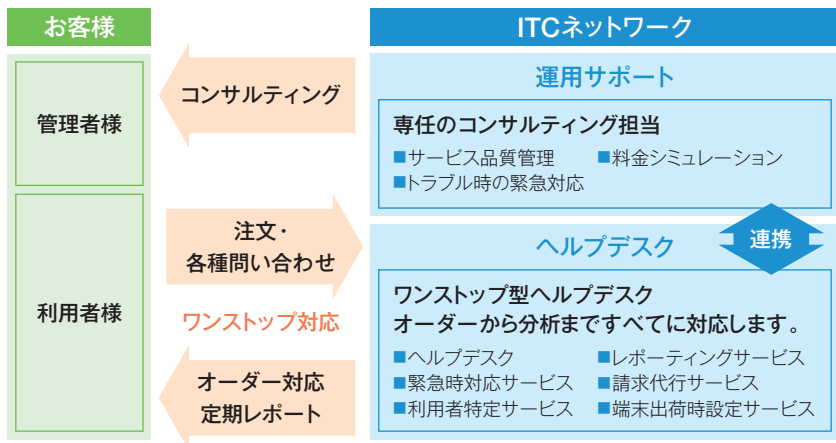 お客様
管理者様
利用者様
コンサルティング
注文・
各種問い合わせ
ワンストップ対応
オーダー対応
定期レポート
ITCネットワーク
運用サポート
専任のコンサルティング担当
■サービス品質管理 ■料金シミュレーション
■トラブル時の緊急対応
連携
ヘルプデスク
ワンストップ型ヘルプデスク
オーダーから分析まですべてに対応します。
■ヘルプデスク ■レポーティングサービス
■緊急時対応サービス ■請求代行サービス
■利用者特定サービス ■端末出荷時設定サービス